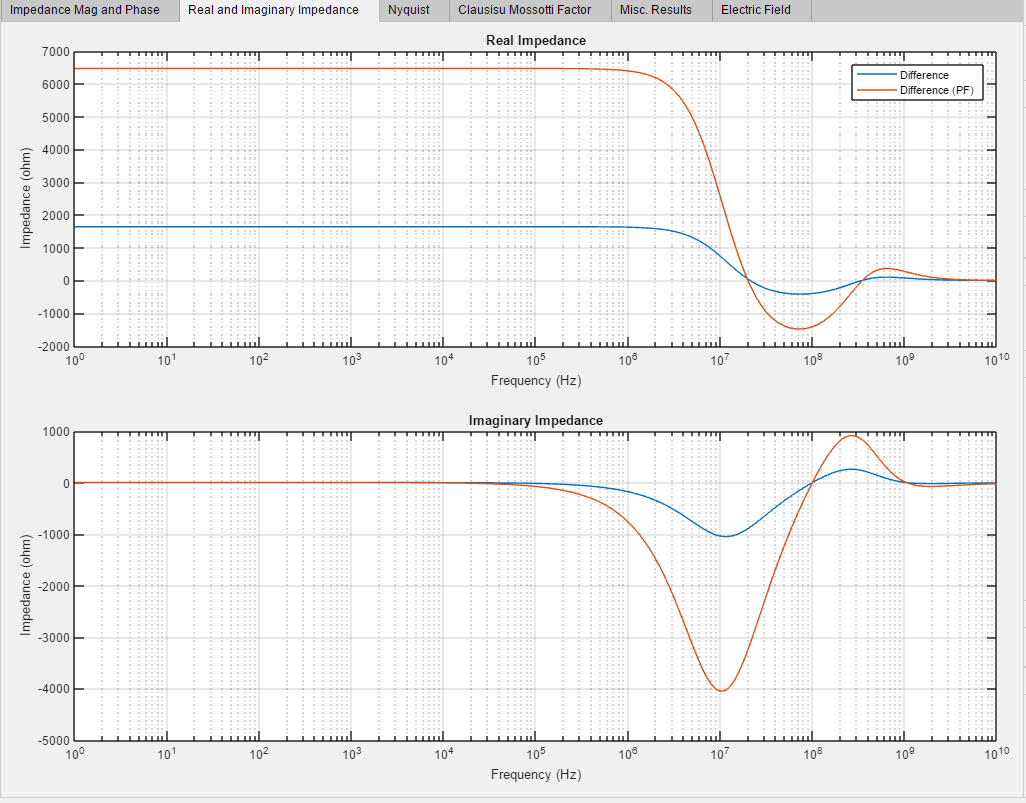 Impedance Mag and Phase Real and Imaginary Impedance Nyquist Clausisu Mossotti Factor Misc. Results Electric Field
Real Impedance
7000
6000
5000
4000
3000
2000
1000
0
-1000
-2000
Impedance (ohm)
Difference
Difference (PF)
10^0 10^1 10^2 10^3 10^4 10^5 10^6 10^7 10^8 10^9 10^10
Frequency (Hz)
Imaginary Impedance
1000
0
-1000
-2000
-3000
-4000
-5000
Impedance (ohm)
10^0 10^1 10^2 10^3 10^4 10^5 10^6 10^7 10^8 10^9 10^10
Frequency (Hz)